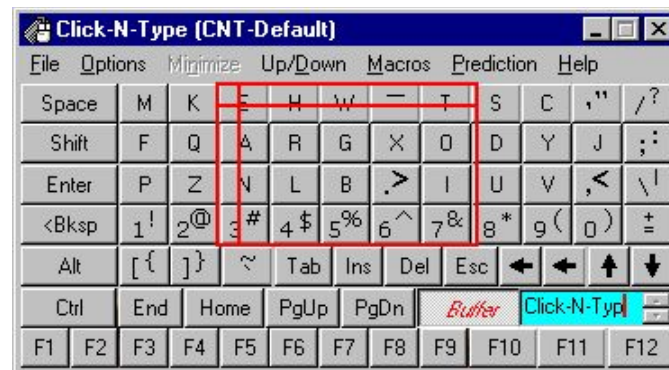 Click-N-Type (CNT-Default)
File Options Minimize Up/Down Macros Prediction Help
Space M K E H W _ T S C ' " / ?
Shift F Q A R G X O D Y J ; :
Enter P Z N L B . > I U V , < \ |
<Bksp 1 ! 2 @ 3 # 4 $ 5 % 6 ^ 7 & 8 * 9 ( 0 ) ±
Alt [ { ] } ~ Tab Ins Del Esc ← ← ↑ ↓
Ctrl End Home PgUp PgDn Buffer Click-N-Typ
F1 F2 F3 F4 F5 F6 F7 F8 F9 F10 F11 F12